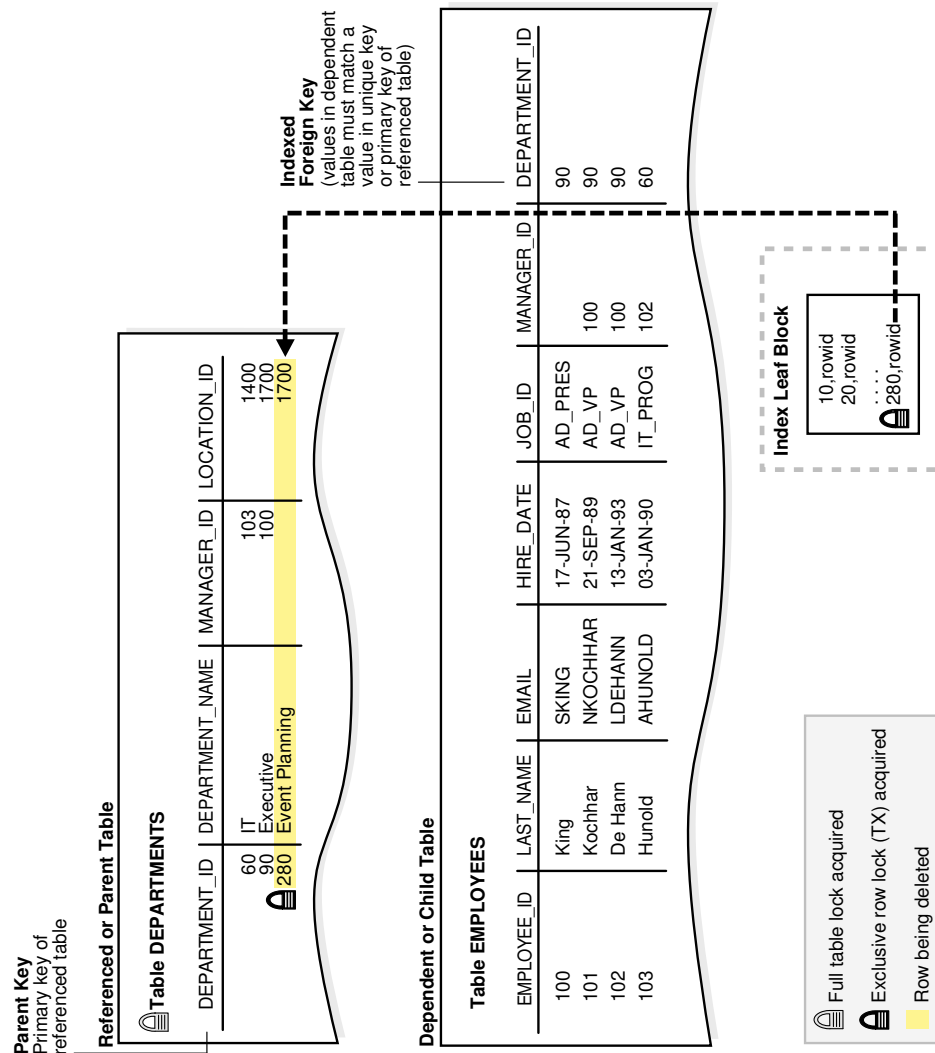 Parent Key
Primary key of
referenced table
Referenced or Parent Table
Table DEPARTMENTS
DEPARTMENT_ID DEPARTMENT_NAME MANAGER_ID LOCATION_ID
60 IT 103 1400
90 Executive 100 1700
280 Event Planning 1700
Indexed
Foreign Key
(values in dependent
table must match a
value in unique key
or primary key of
referenced table)
Dependent or Child Table
Table EMPLOYEES
EMPLOYEE_ID LAST_NAME EMAIL HIRE_DATE JOB_ID MANAGER_ID DEPARTMENT_ID
100 King SKING 17-JUN-87 AD_PRES 90
101 Kochhar NKOCHHAR 21-SEP-89 AD_VP 100 90
102 De Hann LDEHANN 13-JAN-93 AD_VP 100 90
103 Hunold AHUNOLD 03-JAN-90 IT_PROG 102 60
Index Leaf Block
10,rowid
20,rowid
. . . .
280,rowid
Full table lock acquired
Exclusive row lock (TX) acquired
Row being deleted